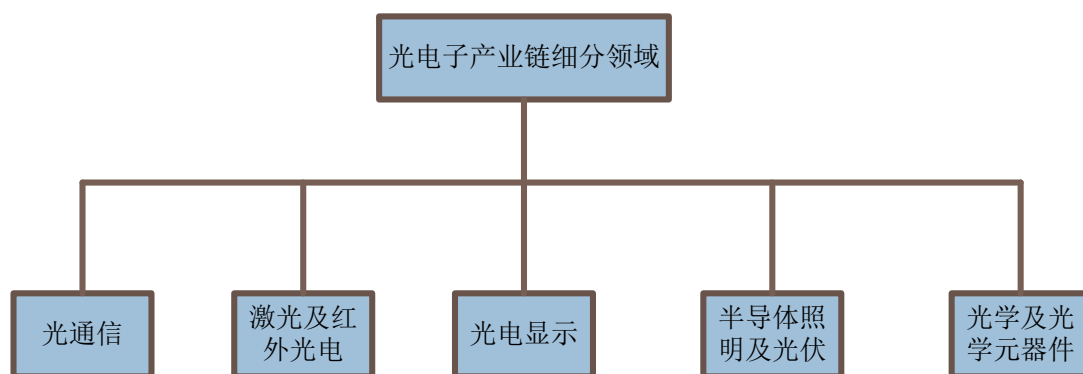 光电子产业链细分领域
光通信
激光及红
外光电
光电显示
半导体照
明及光伏
光学及光
学元器件